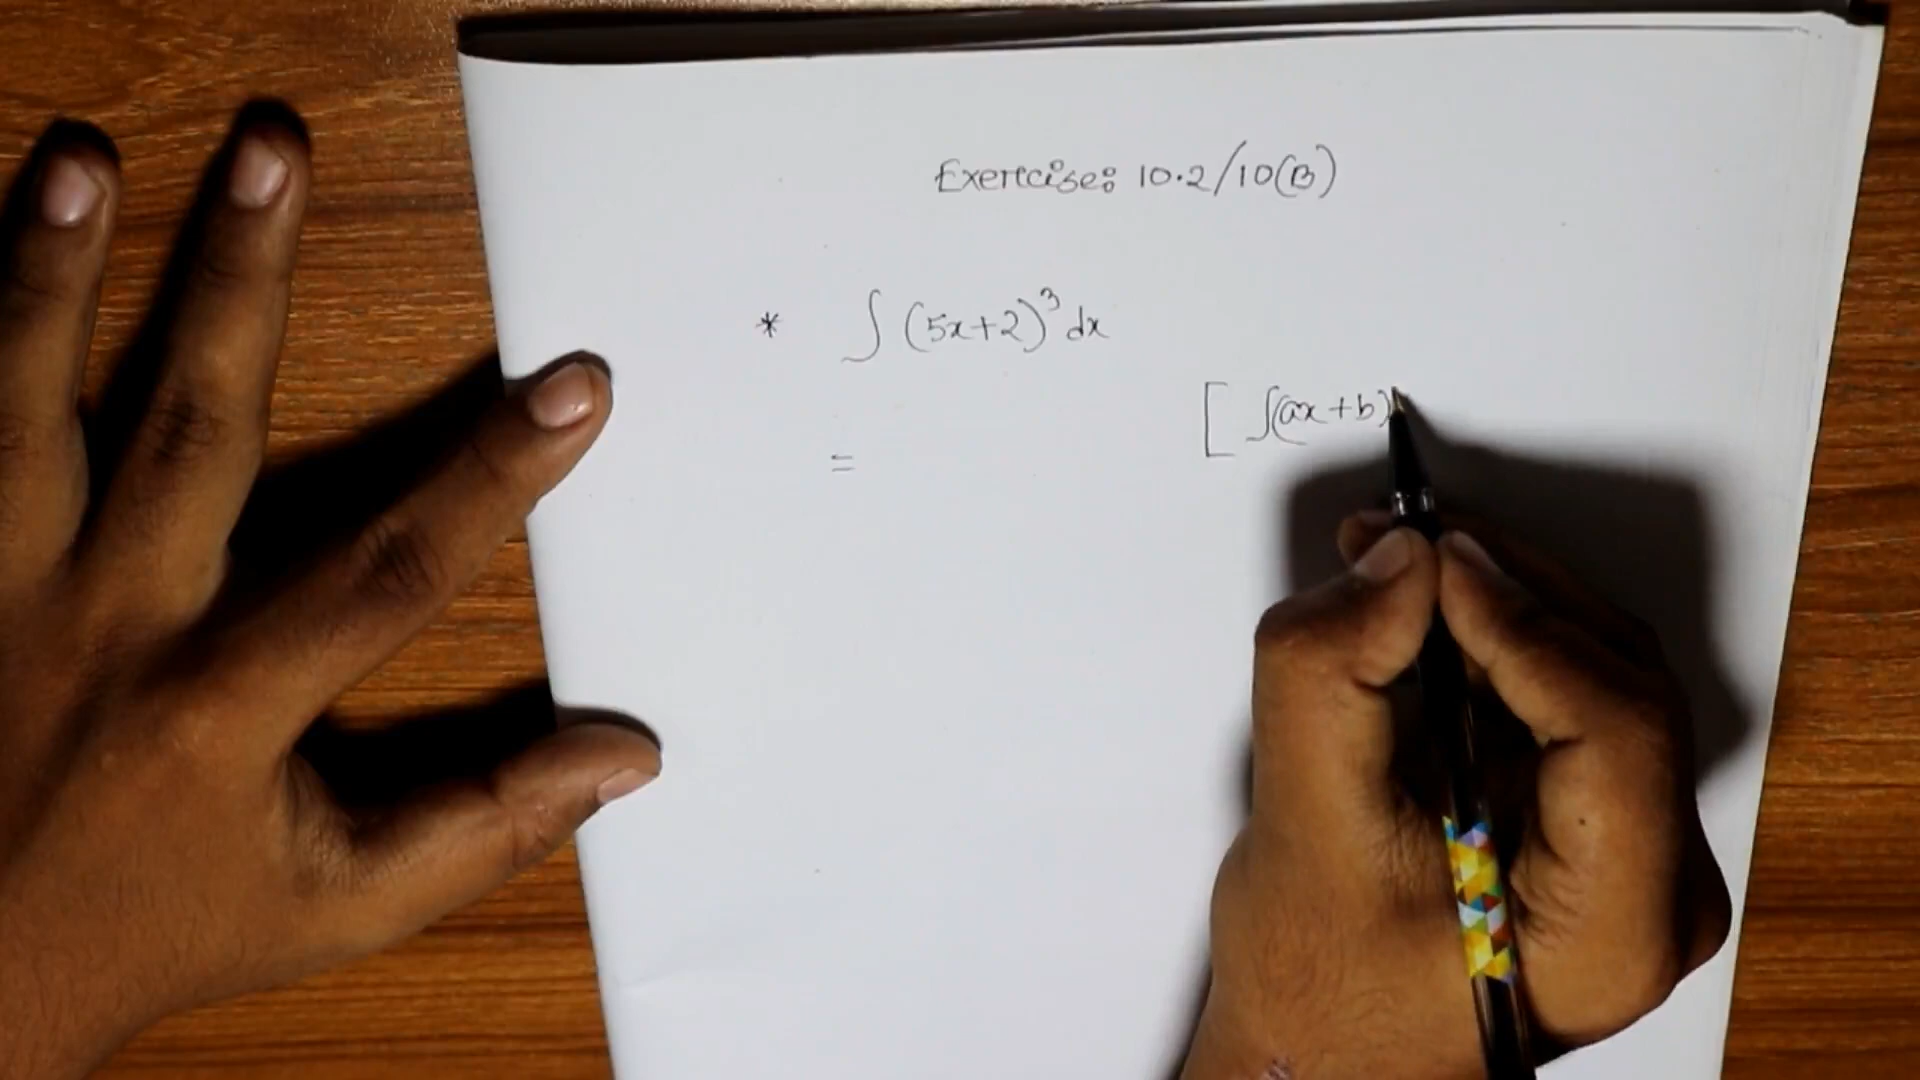 Exercise: 10.2/10(B)
* ∫(5x+2)³dx
[ ∫(ax+b)
=